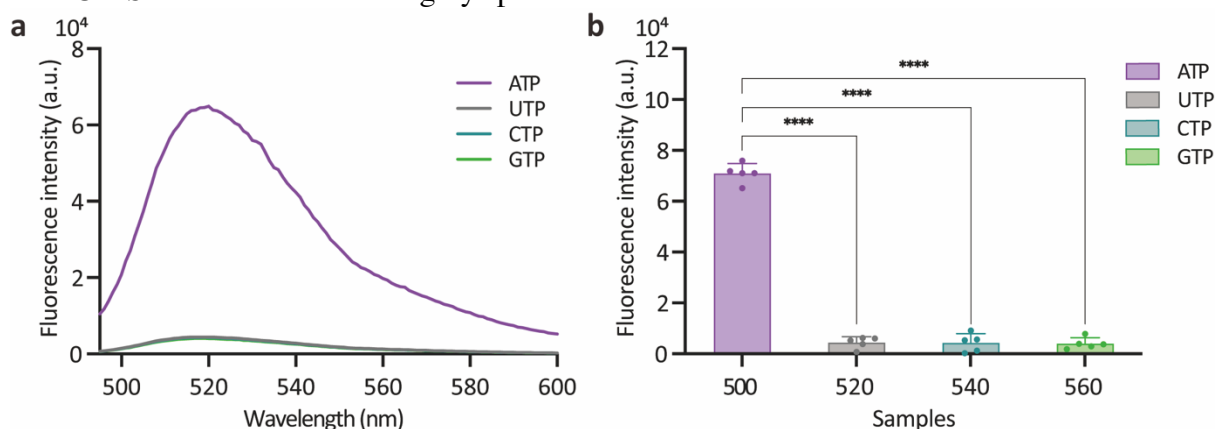 a
10⁴
Fluorescence intensity (a.u.)
8
6
4
2
0
500 520 540 560 580 600
Wavelength (nm)
ATP
UTP
CTP
GTP
b
10⁴
Fluorescence intensity (a.u.)
12
10
8
6
4
2
0
****
****
****
500 520 540 560
Samples
ATP
UTP
CTP
GTP